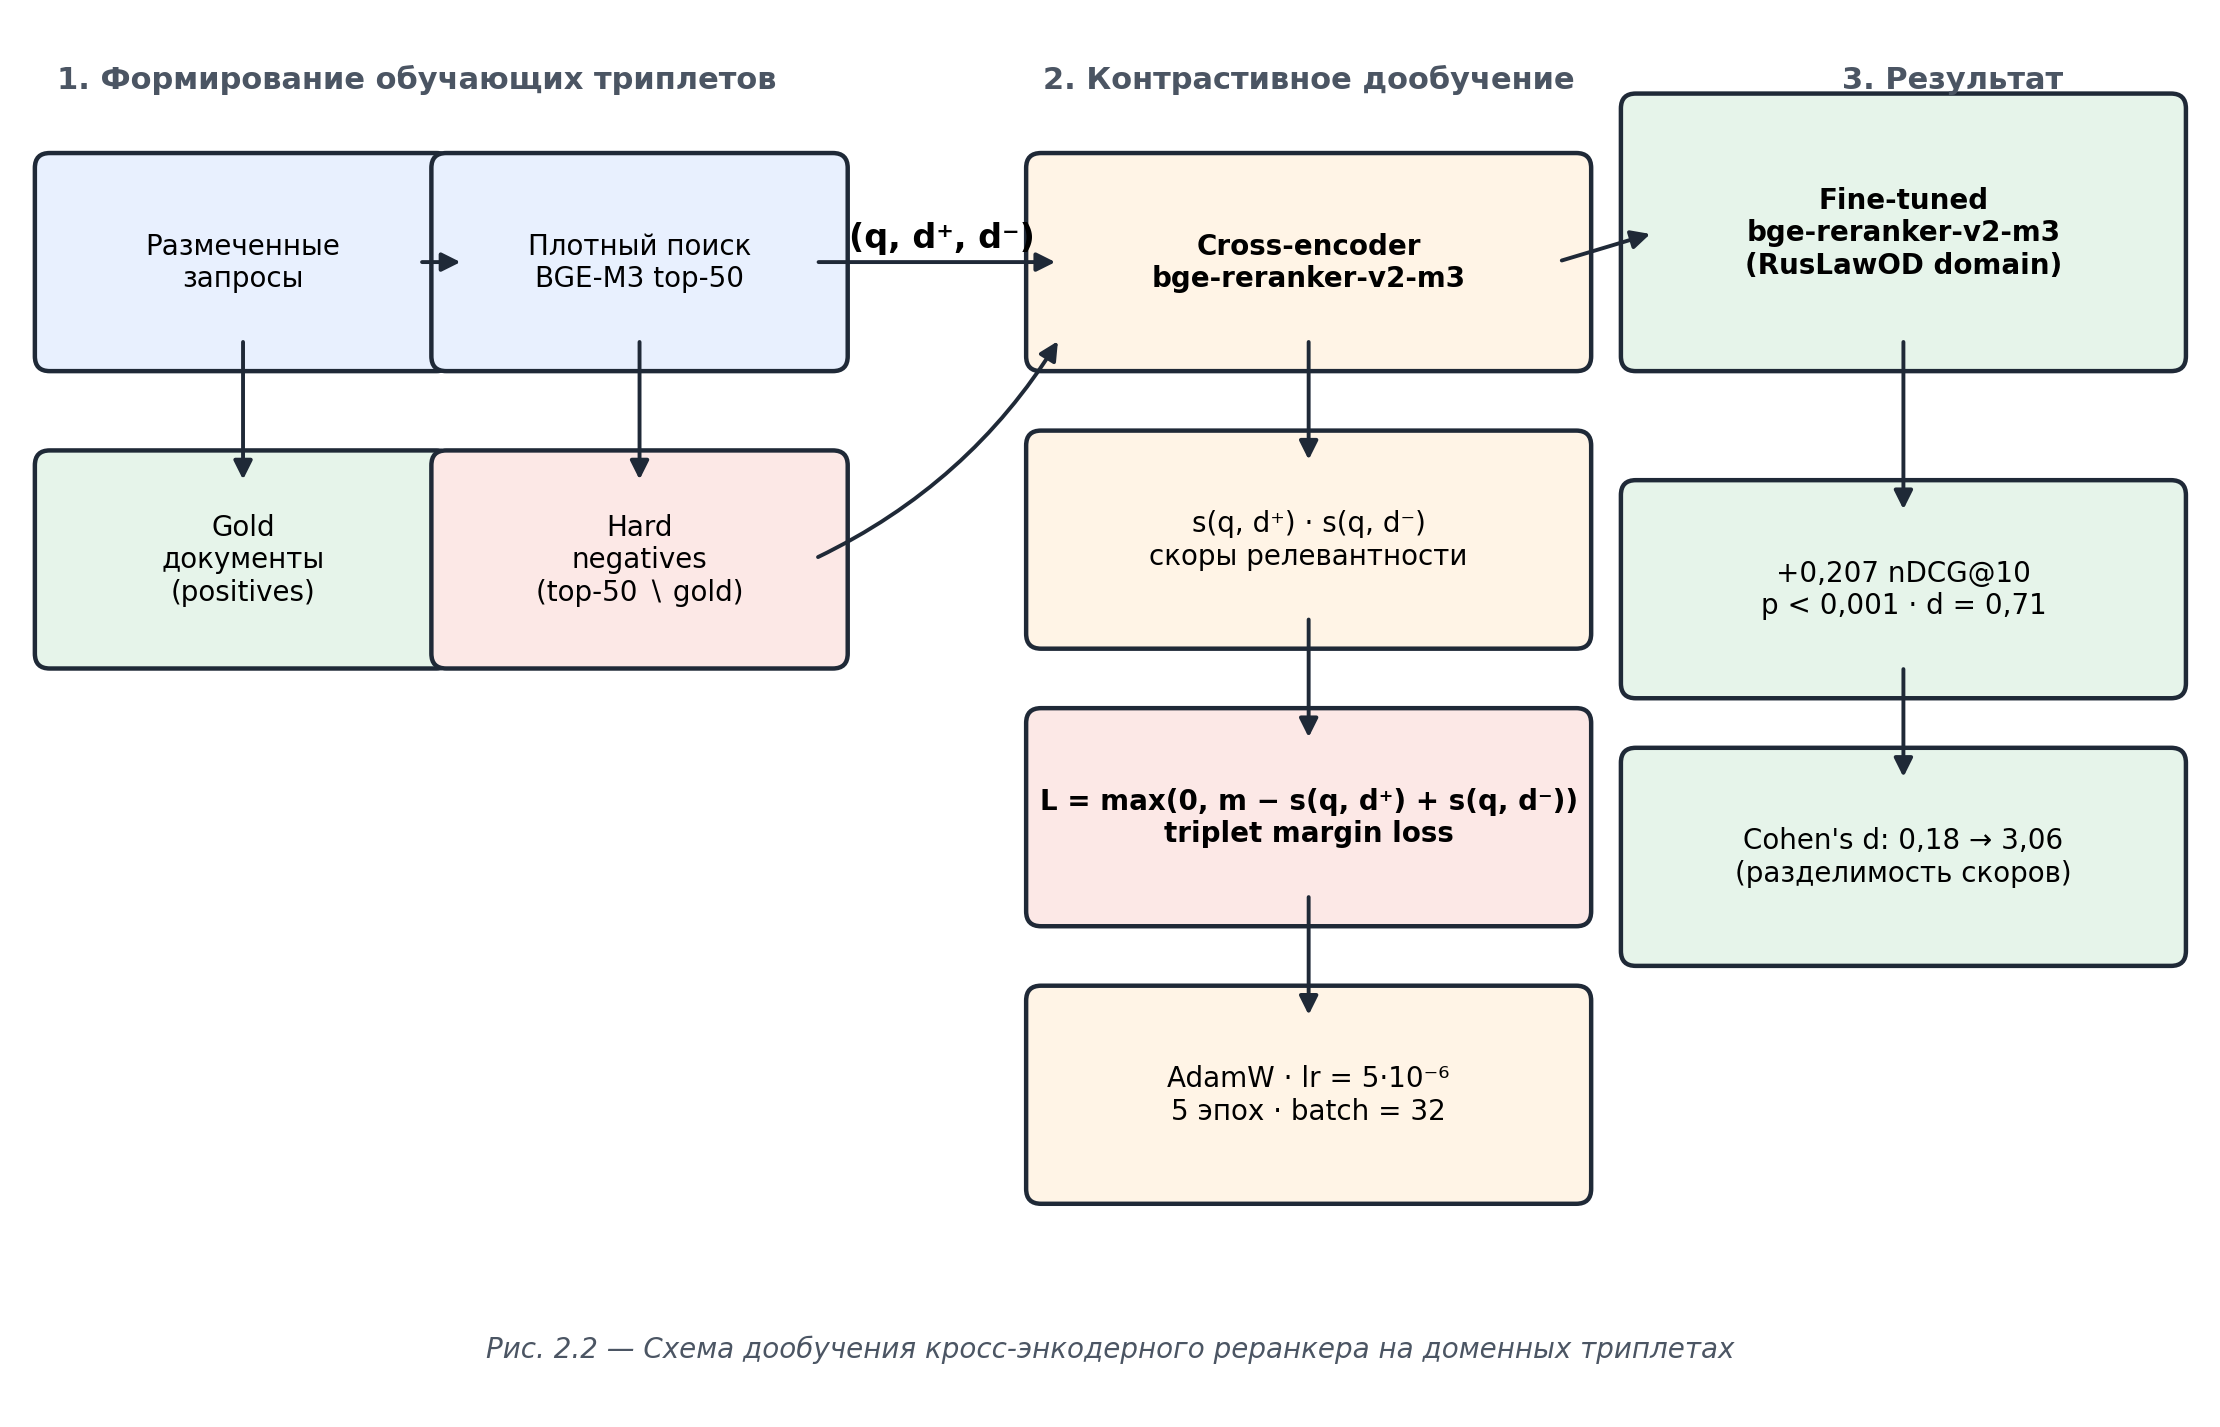 1. Формирование обучающих триплетов
2. Контрастивное дообучение
3. Результат
Размеченные
запросы
Плотный поиск
BGE-M3 top-50
(q, d⁺, d⁻)
Cross-encoder
bge-reranker-v2-m3
Fine-tuned
bge-reranker-v2-m3
(RusLawOD domain)
Gold
документы
(positives)
Hard
negatives
(top-50 \ gold)
s(q, d⁺) · s(q, d⁻)
скоры релевантности
+0,207 nDCG@10
p < 0,001 · d = 0,71
L = max(0, m − s(q, d⁺) + s(q, d⁻))
triplet margin loss
Cohen's d: 0,18 → 3,06
(разделимость скоров)
AdamW · lr = 5·10⁻⁶
5 эпох · batch = 32
Рис. 2.2 — Схема дообучения кросс-энкодерного реранкера на доменных триплетах